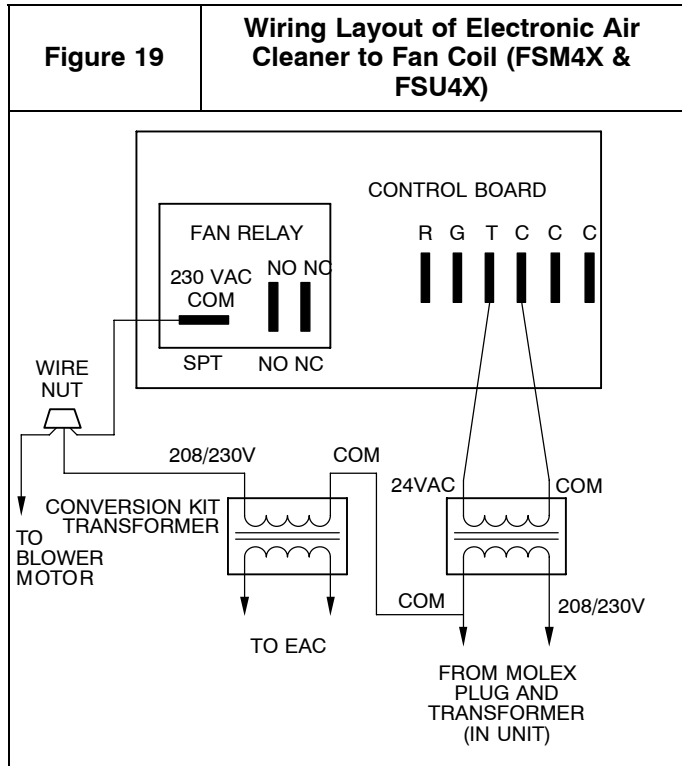 Figure 19
Wiring Layout of Electronic Air
Cleaner to Fan Coil (FSM4X &
FSU4X)
CONTROL BOARD
FAN RELAY
R G T C C C
230 VAC
COM
NO NC
SPT
NO NC
WIRE
NUT
208/230V
COM
24VAC
COM
CONVERSION KIT
TRANSFORMER
TO
BLOWER
MOTOR
COM
208/230V
TO EAC
FROM MOLEX
PLUG AND
TRANSFORMER
(IN UNIT)